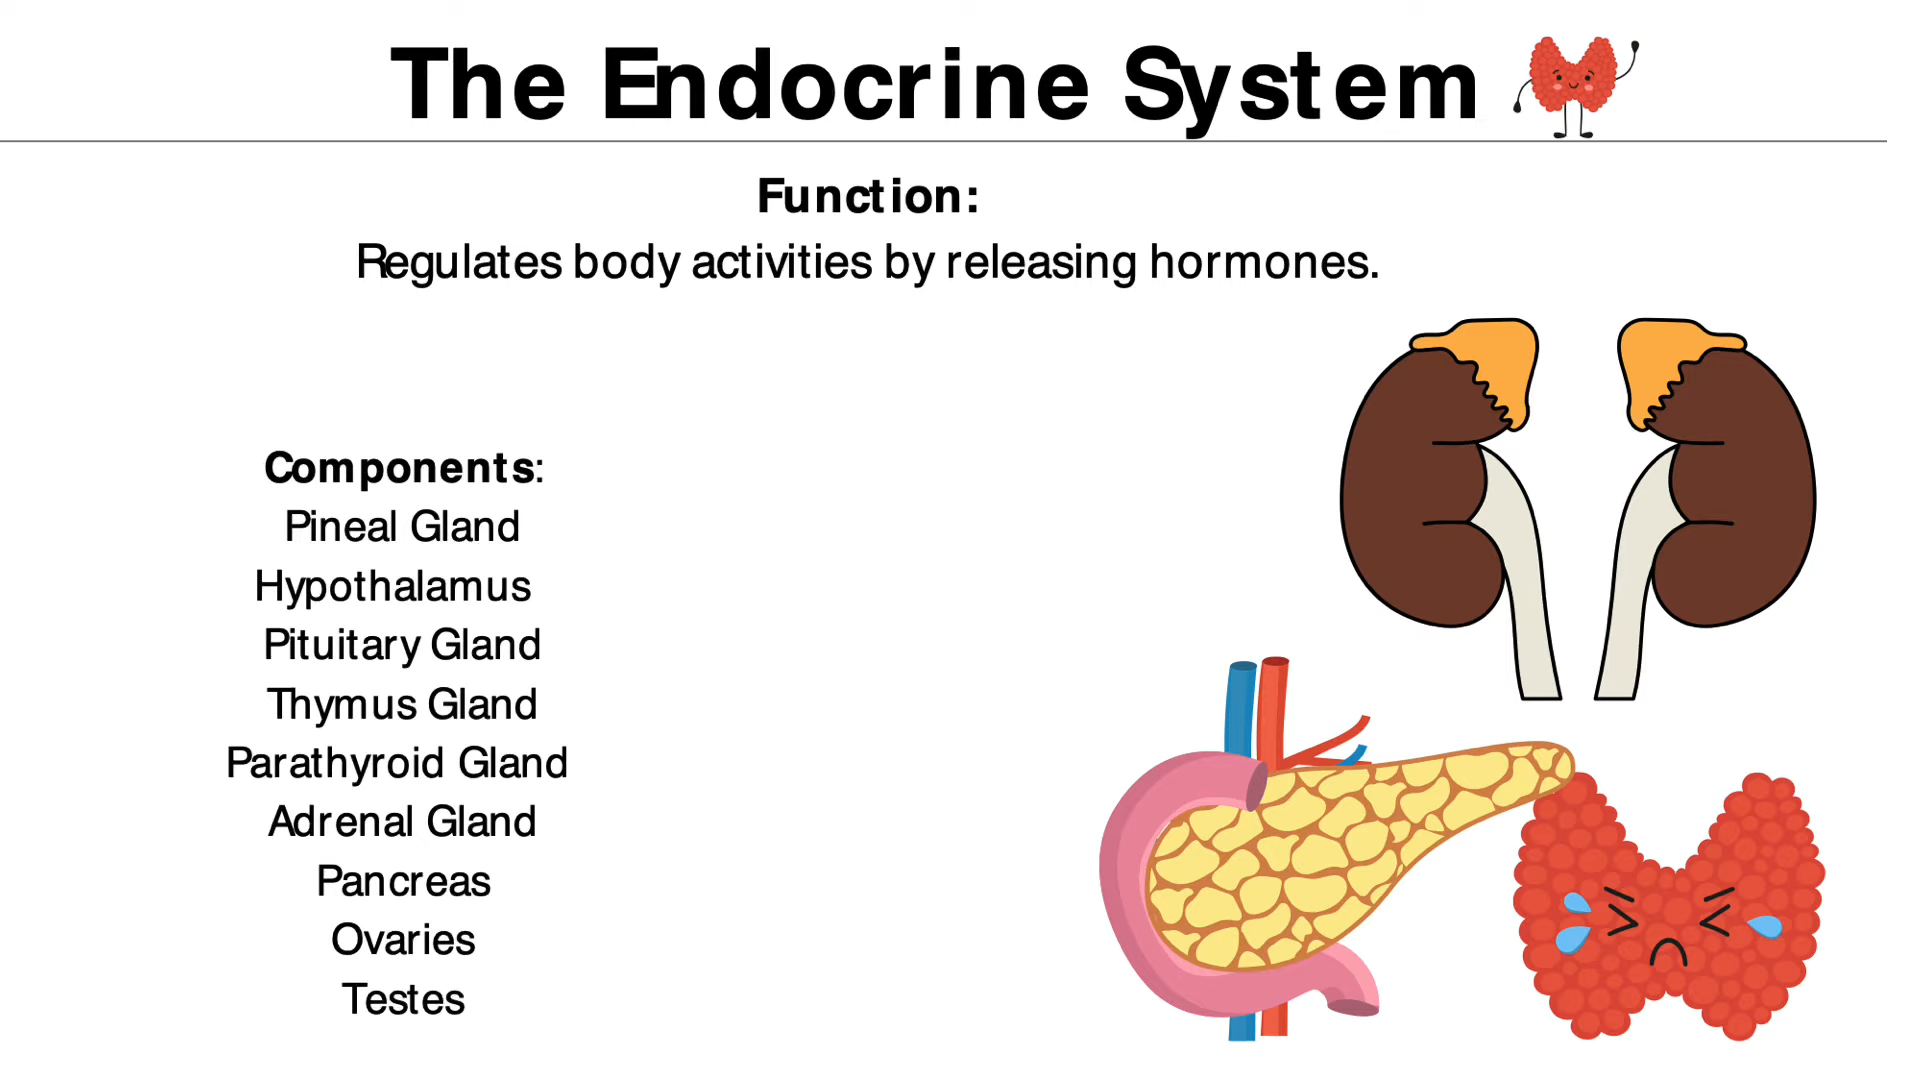 The Endocrine System
Function:
Regulates body activities by releasing hormones.
Components:
Pineal Gland
Hypothalamus
Pituitary Gland
Thymus Gland
Parathyroid Gland
Adrenal Gland
Pancreas
Ovaries
Testes